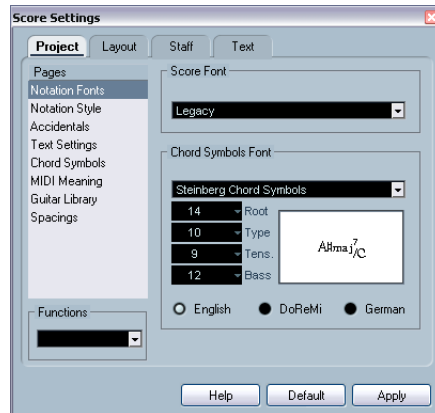 Score Settings
Project Layout Staff Text
Pages
Notation Fonts
Notation Style
Accidentals
Text Settings
Chord Symbols
MIDI Meaning
Guitar Library
Spacings
Functions
Score Font
Legacy
Chord Symbols Font
Steinberg Chord Symbols
14 Root
10 Type
9 Tens.
12 Bass
A#maj7/C
English DoReMi German
Help Default Apply